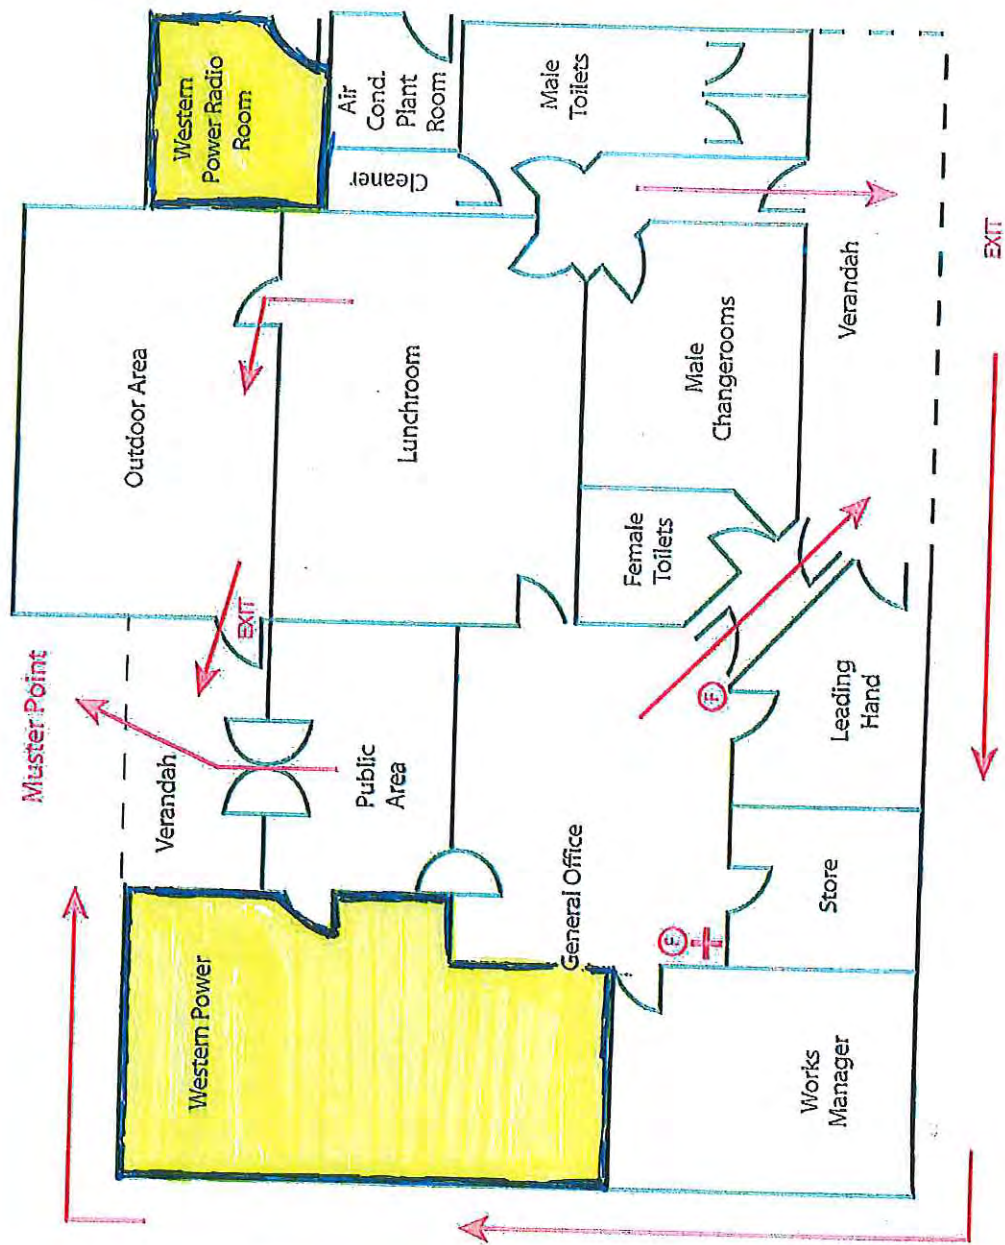 Muster Point
Verandah
EXIT
Outdoor Area
Western
Power Radio
Room
Western Power
Public
Area
Lunchroom
Cleaner
Air
Cond.
Plant
Room
General Office
Female
Toilets
Male
Changerooms
Male
Toilets
F
Works
Manager
Store
Leading
Hand
Verandah
EXIT